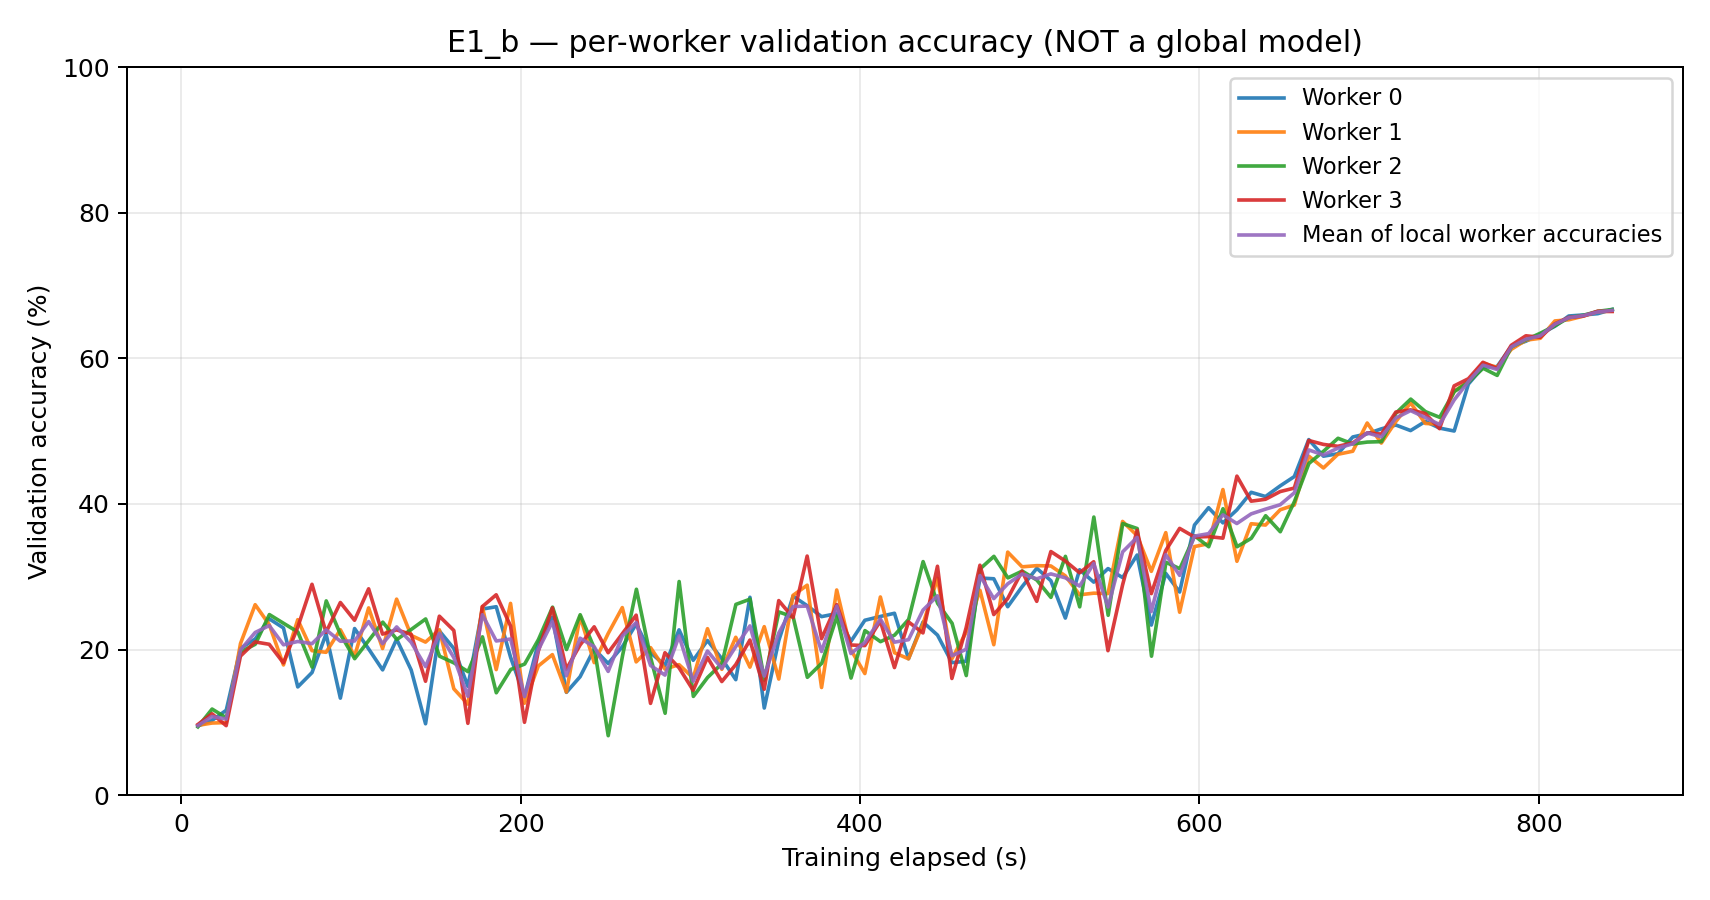 E1_b — per-worker validation accuracy (NOT a global model)
100
80
60
40
20
0
Validation accuracy (%)
Worker 0
Worker 1
Worker 2
Worker 3
Mean of local worker accuracies
0 200 400 600 800
Training elapsed (s)